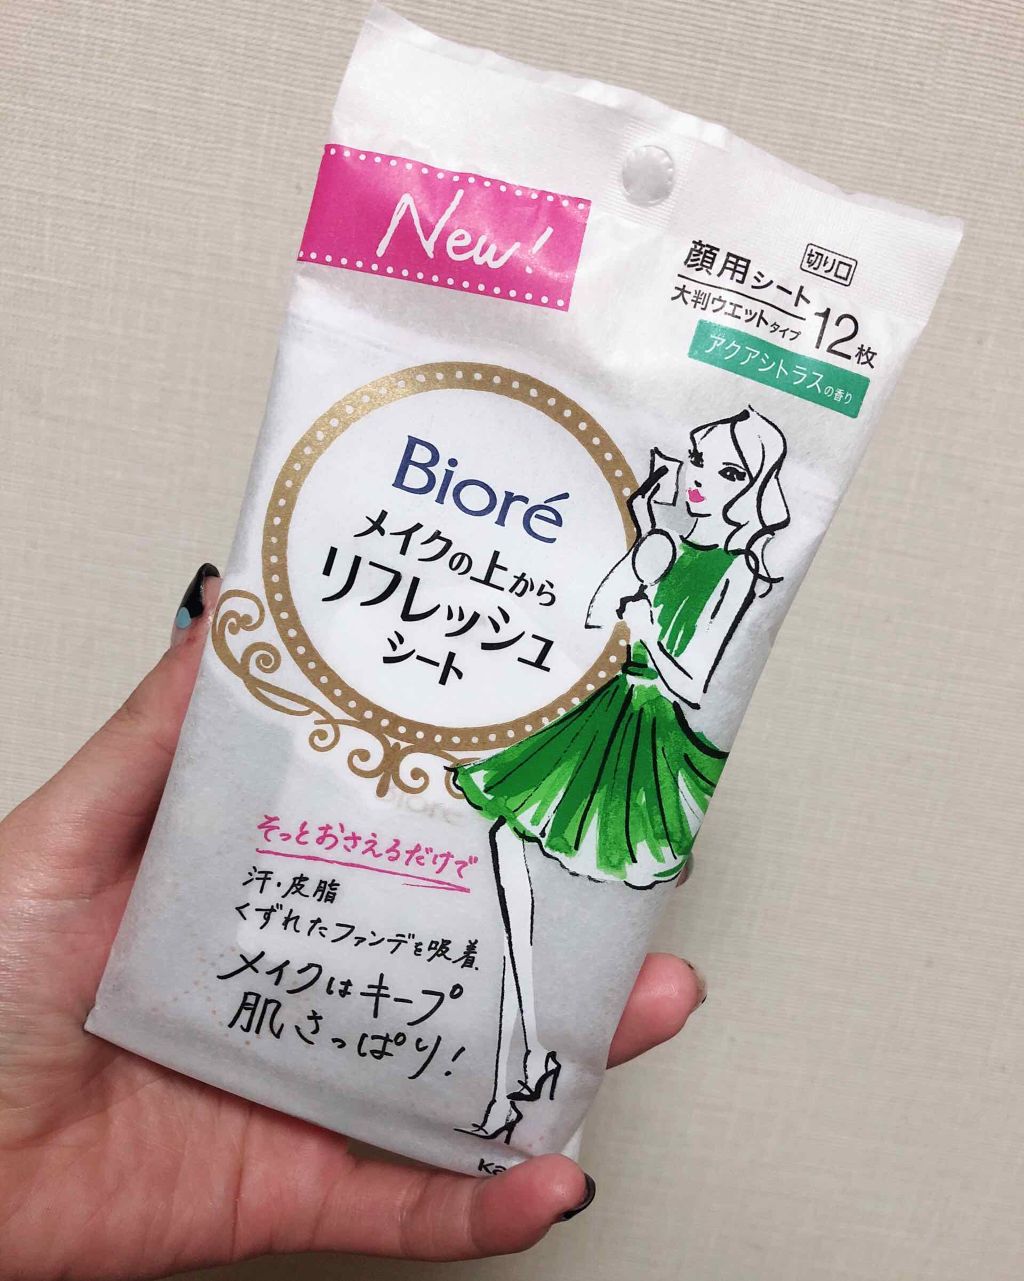 New!
切り口
顔用シート
大判ウエットタイプ 12枚
アクアシトラスの香り
Bioré
メイクの上から
リフレッシュ
シート
そっとおさえるだけで
汗・皮脂
くずれたファンデを吸着、
メイクはキープ
肌さっぱり!